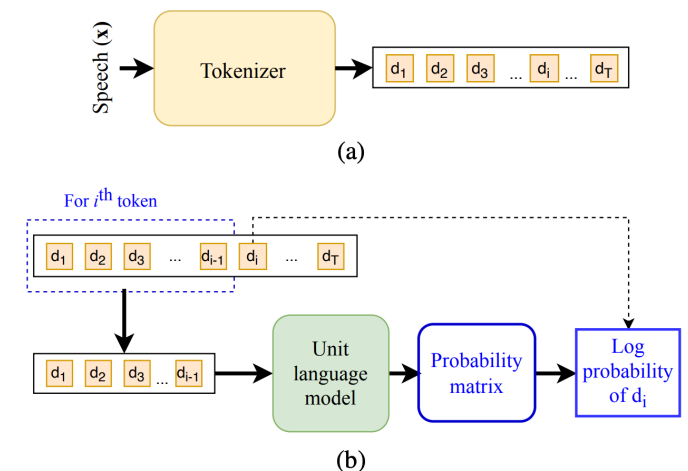 Speech (x)
Tokenizer
d1 d2 d3 ... di ... dT
(a)
For ith token
d1 d2 d3 ... di-1 di ... dT
d1 d2 d3 ... di-1
Unit
language
model
Probability
matrix
Log
probability
of di
(b)